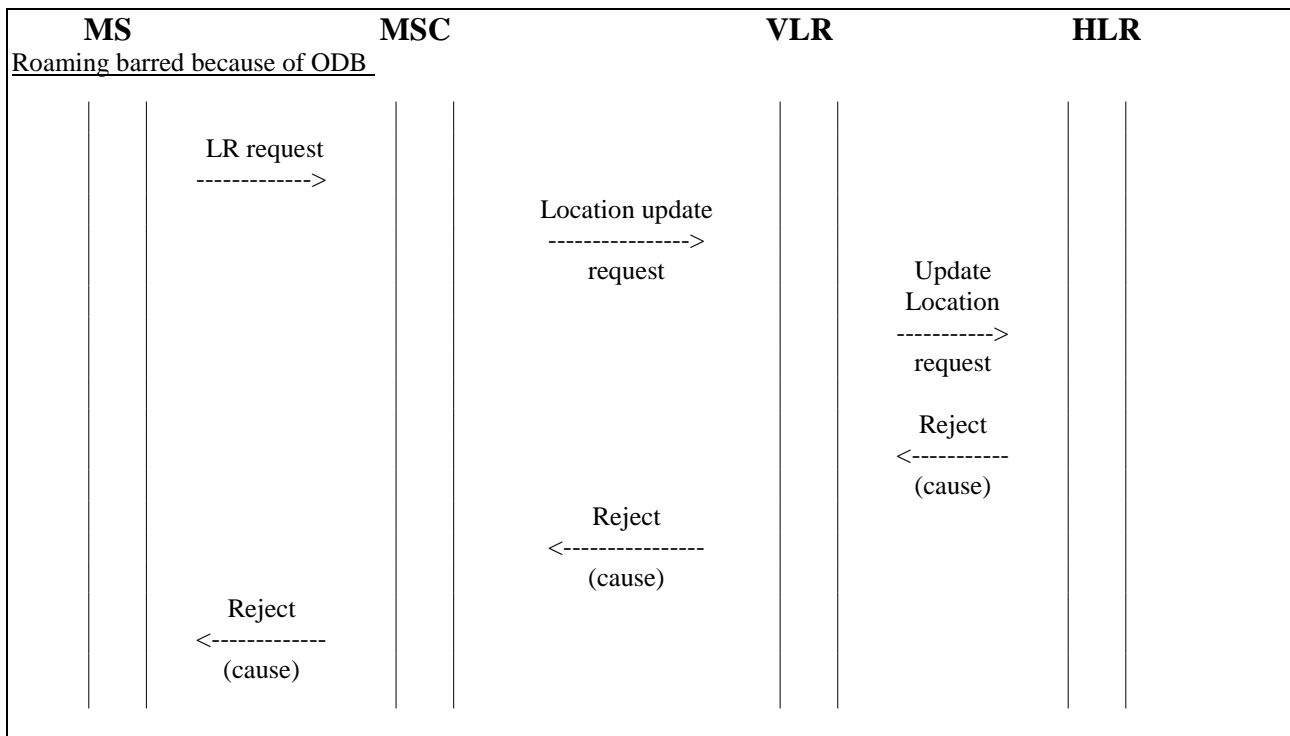 MS MSC VLR HLR
Roaming barred because of ODB
LR request
------------->
Location update
---------------->
request
Update
Location
----------->
request
Reject
<-----------
(cause)
Reject
<----------------
(cause)
Reject
<-------------
(cause)